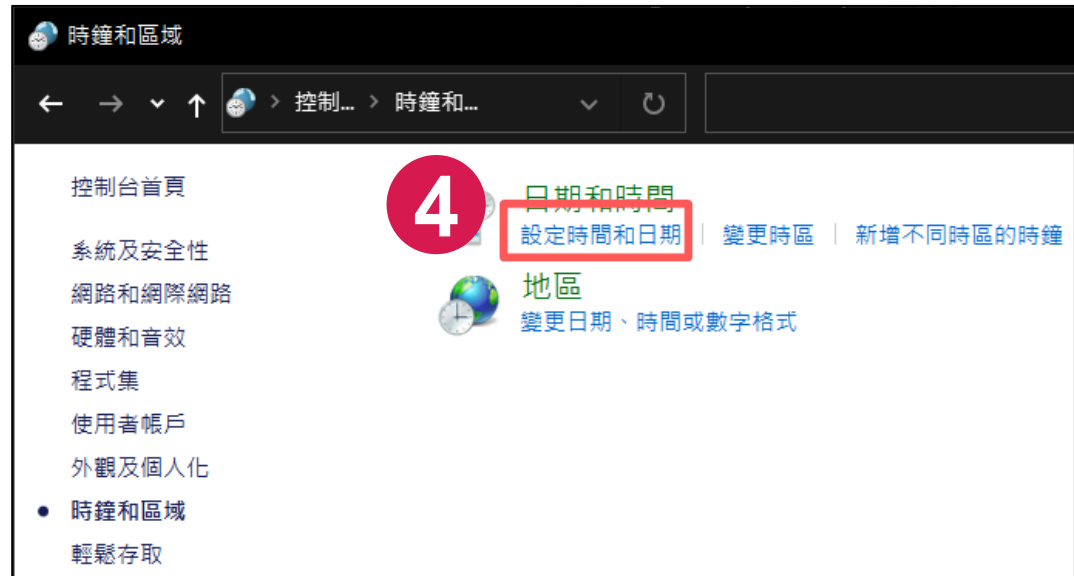 時鐘和區域
控制... > 時鐘和...
控制台首頁
系統及安全性
網路和網際網路
硬體和音效
程式集
使用者帳戶
外觀及個人化
時鐘和區域
輕鬆存取
4
日期和時間
設定時間和日期 | 變更時區 | 新增不同時區的時鐘
地區
變更日期、時間或數字格式